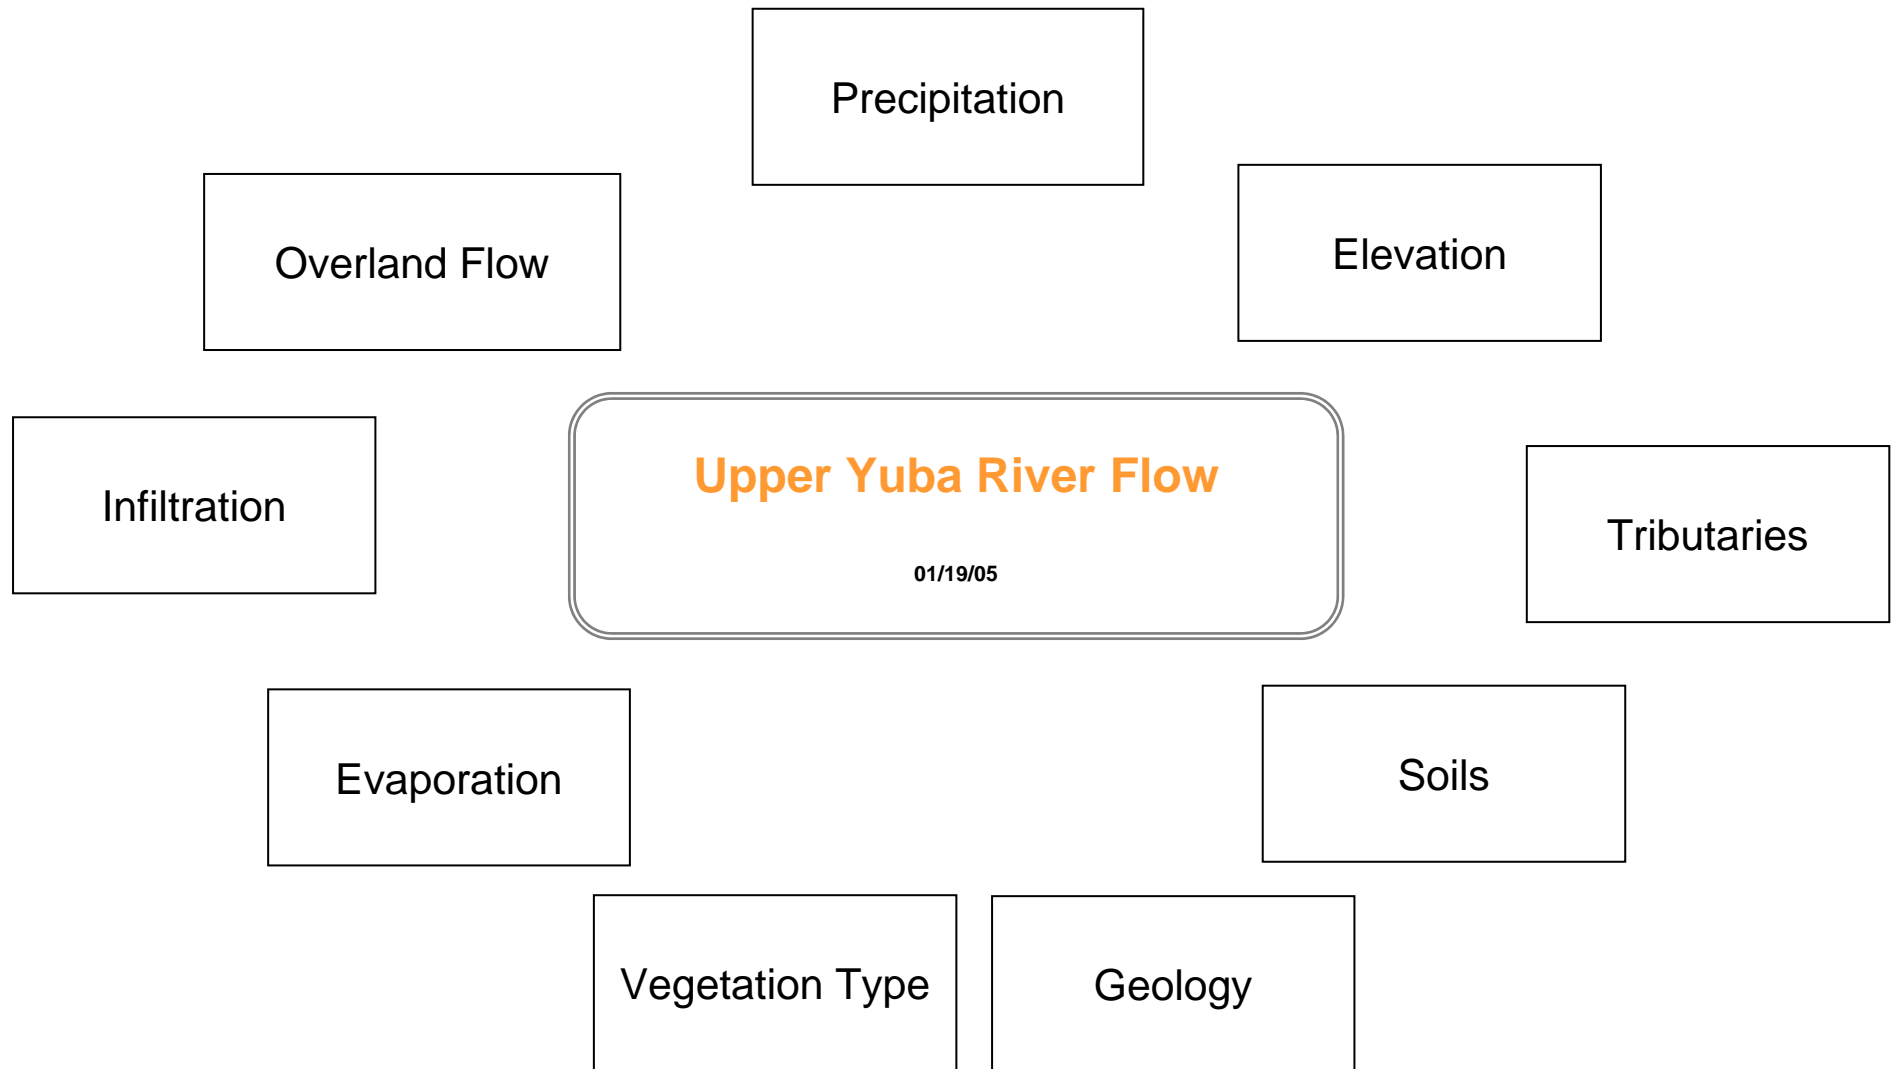 Precipitation
Overland Flow
Elevation
Infiltration
Upper Yuba River Flow
01/19/05
Tributaries
Evaporation
Soils
Vegetation Type
Geology